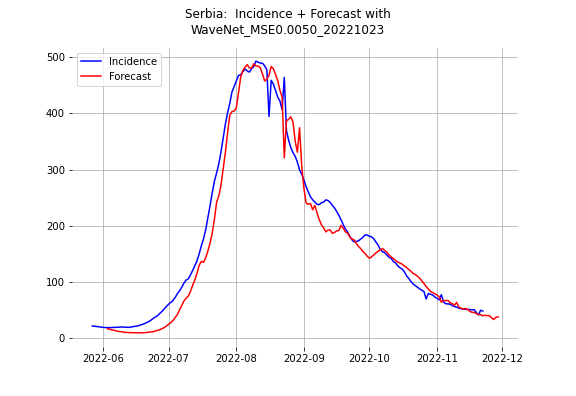 Serbia:  Incidence + Forecast with
WaveNet_MSE0.0050_20221023
Incidence
Forecast
500
400
300
200
100
0
2022-06 2022-07 2022-08 2022-09 2022-10 2022-11 2022-12